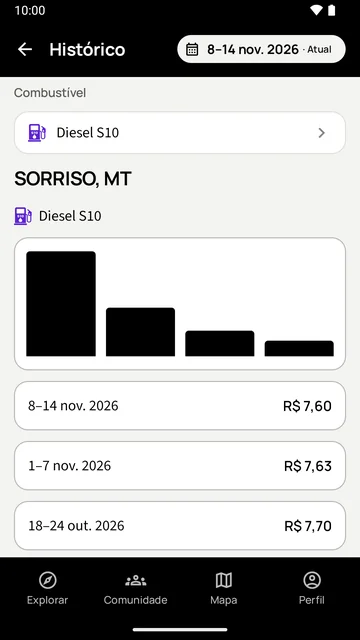 10:00
Histórico
8–14 nov. 2026 · Atual
Combustível
Diesel S10
SORRISO, MT
Diesel S10
8–14 nov. 2026 R$ 7,60
1–7 nov. 2026 R$ 7,63
18–24 out. 2026 R$ 7,70
Explorar Comunidade Mapa Perfil